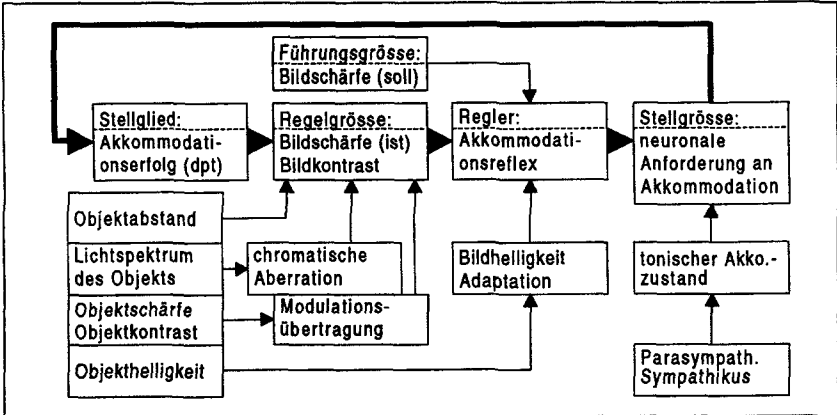 Führungsgrösse:
Bildschärfe (soll)
Stellglied:
Akkommodati-
onserfolg (dpt)
Regelgrösse:
Bildschärfe (ist)
Bildkontrast
Regler:
Akkommodati-
onsreflex
Stellgrösse:
neuronale
Anforderung an
Akkommodation
Objektabstand
Lichtspektrum
des Objekts
Objektschärfe
Objektkontrast
Objekthelligkeit
chromatische
Aberration
Modulations-
übertragung
Bildhelligkeit
Adaptation
tonischer Akko.-
zustand
Parasympath.
Sympathikus